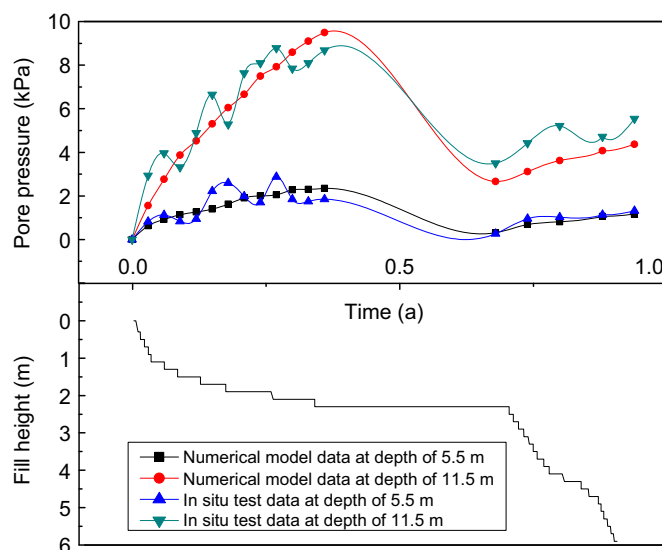 10
8
6
4
2
0
Pore pressure (kPa)
0.0
0.5
1.0
Time (a)
0
1
2
3
4
5
6
Fill height (m)
Numerical model data at depth of 5.5 m
Numerical model data at depth of 11.5 m
In situ test data at depth of 5.5 m
In situ test data at depth of 11.5 m